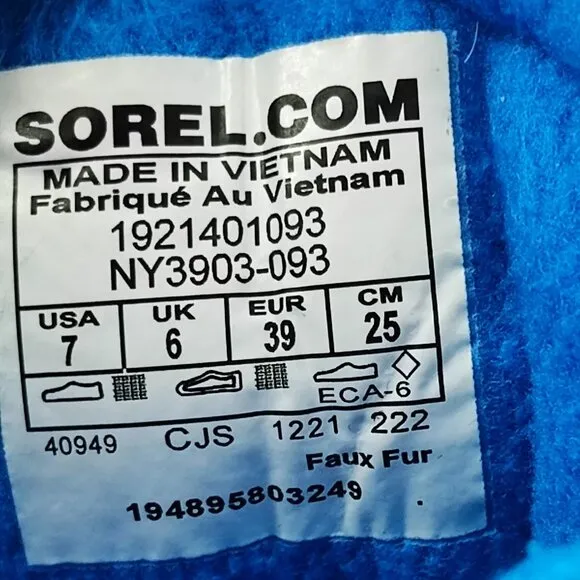 SOREL.COM
MADE IN VIETNAM
Fabriqué Au Vietnam
1921401093
NY3903-093
USA UK EUR CM
7 6 39 25
ECA-6
40949 CJS 1221 222
Faux Fur
194895803249